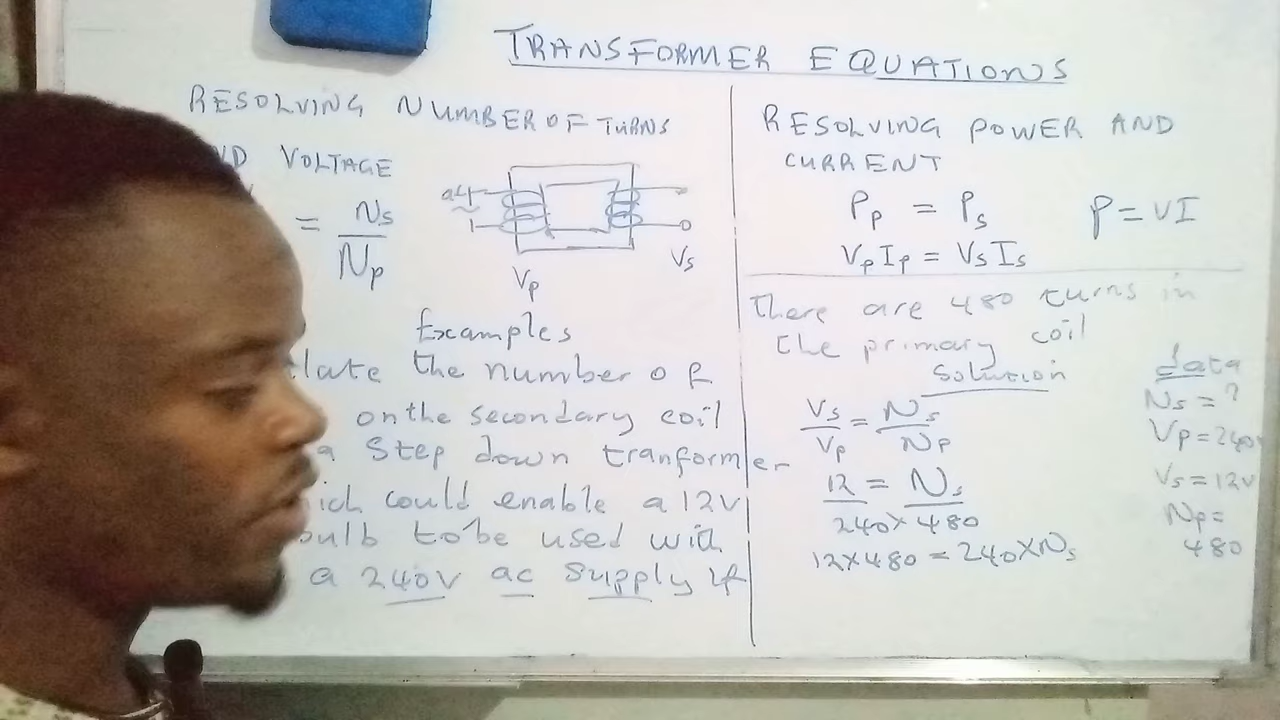 TRANSFORMER EQUATIONS
RESOLVING NUMBER OF TURNS
VOLTAGE
= Ns
Np
Vp
Vs
Examples
the number of
on the secondary coil
a step down tranformer
could enable a 12V
to be used with
a 240V ac supply if
RESOLVING POWER AND
CURRENT
Pp = Ps P = VI
VpIp = VsIs
there are 480 turns in
the primary coil
Solution
Vs = Ns
Vp Np
12 = Ns
240 × 480
12×480 = 240×Ns
data
Ns = ?
Vp = 240
Vs = 12V
Np =
480